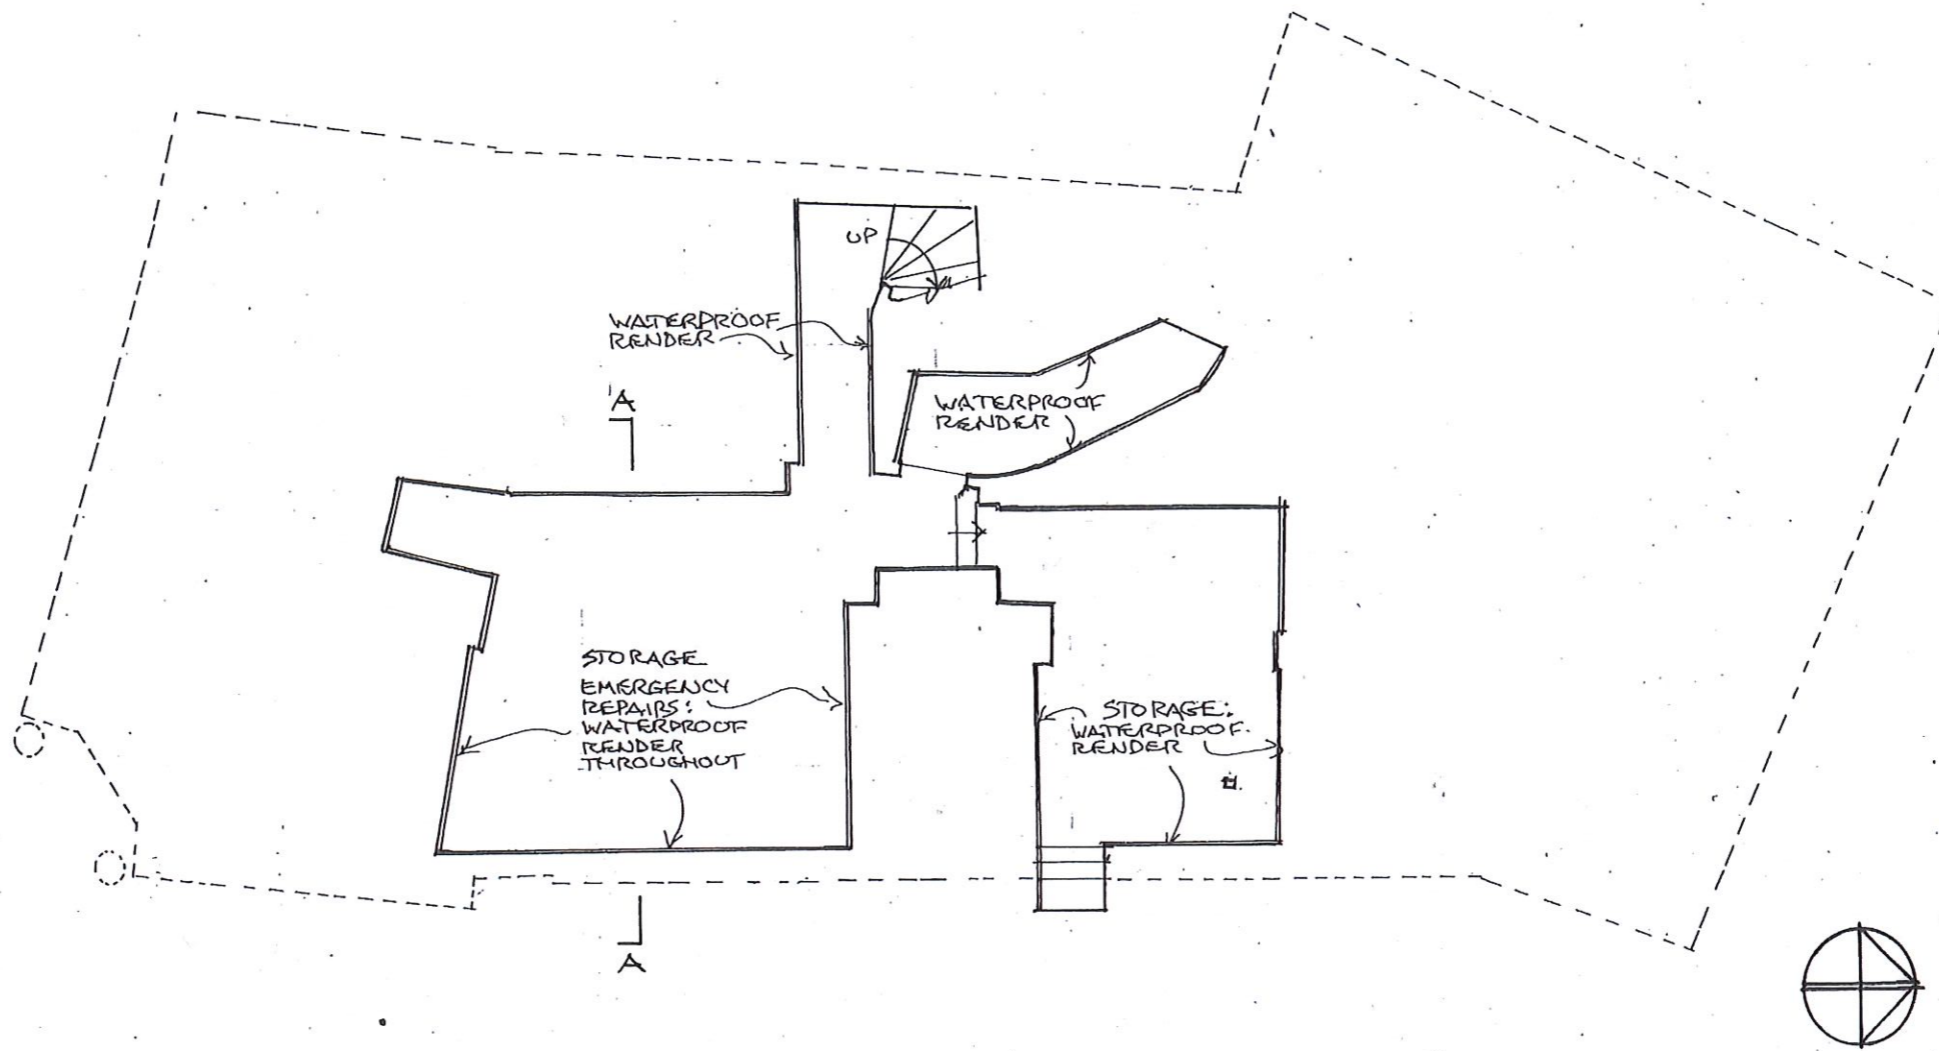 UP
WATERPROOF
RENDER
A
WATERPROOF
RENDER
STORAGE
EMERGENCY
REPAIRS:
WATERPROOF
RENDER
THROUGHOUT
STORAGE:
WATERPROOF
RENDER
A